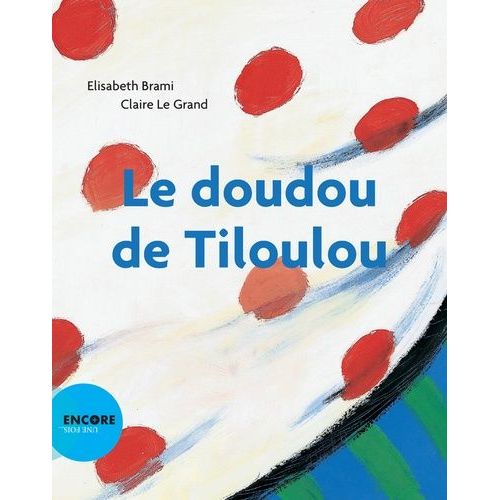 Elisabeth Brami
Claire Le Grand
Le doudou
de Tiloulou
ENCORE
UNE FOIS...